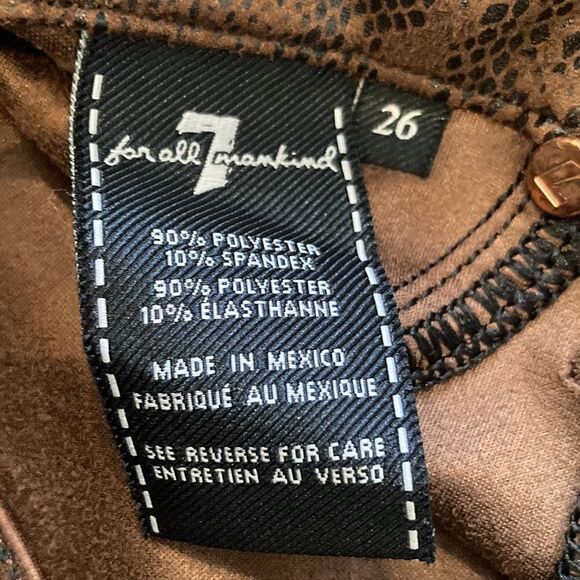 for all 7 mankind
26
90% POLYESTER
10% SPANDEX
90% POLYESTER
10% ÉLASTHANNE
MADE IN MEXICO
FABRIQUÉ AU MEXIQUE
SEE REVERSE FOR CARE
ENTRETIEN AU VERSO